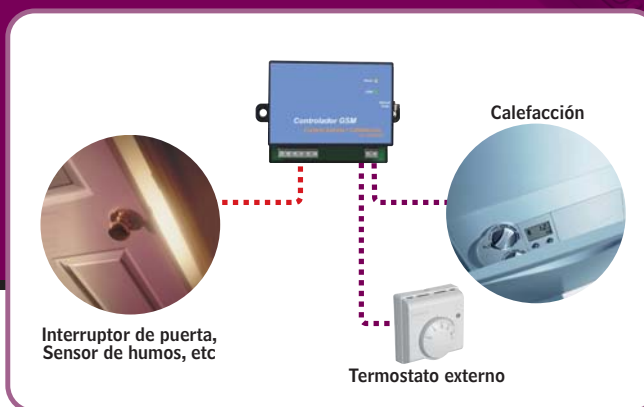 Controlador GSM
Calefacción
Interruptor de puerta,
Sensor de humos, etc
Termostato externo